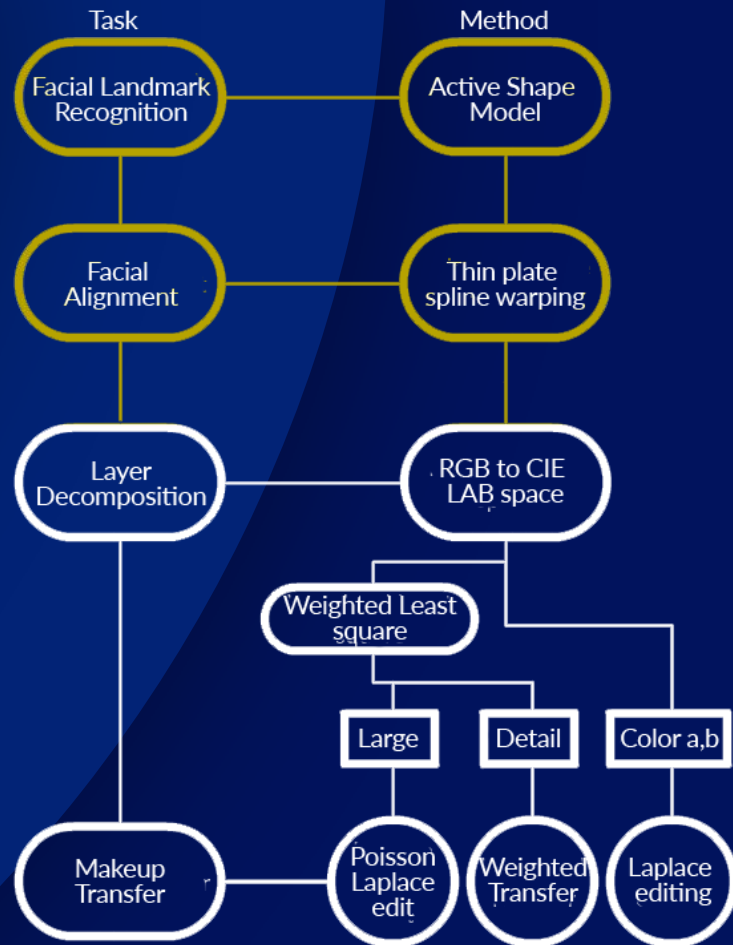 Task
Method
Facial Landmark
Recognition
Active Shape
Model
Facial
Alignment
Thin plate
spline warping
Layer
Decomposition
RGB to CIE
LAB space
Weighted Least
square
Large
Detail
Color a,b
Makeup
Transfer
Poisson
Laplace
edit
Weighted
Transfer
Laplace
editing